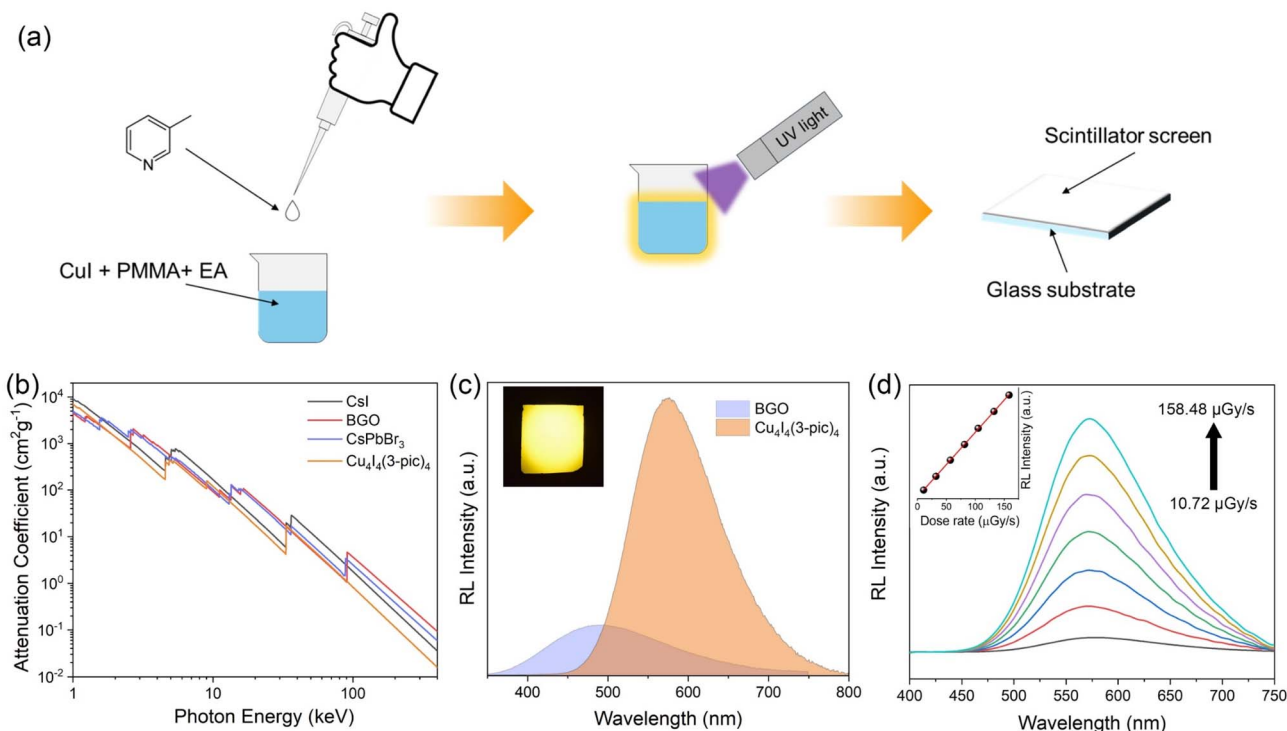 (a)
N
CuI + PMMA+ EA
UV light
Scintillator screen
Glass substrate
(b)
Attenuation Coefficient (cm²g⁻¹)
10⁴
10³
10²
10¹
10⁰
10⁻¹
10⁻²
1
10
100
Photon Energy (keV)
CsI
BGO
CsPbBr₃
Cu₄I₄(3-pic)₄
(c)
RL Intensity (a.u.)
BGO
Cu₄I₄(3-pic)₄
400
500
600
700
800
Wavelength (nm)
(d)
RL Intensity (a.u.)
RL Intensity (a.u.)
0
50
100
150
Dose rate (μGy/s)
158.48 μGy/s
10.72 μGy/s
400
450
500
550
600
650
700
750
Wavelength (nm)